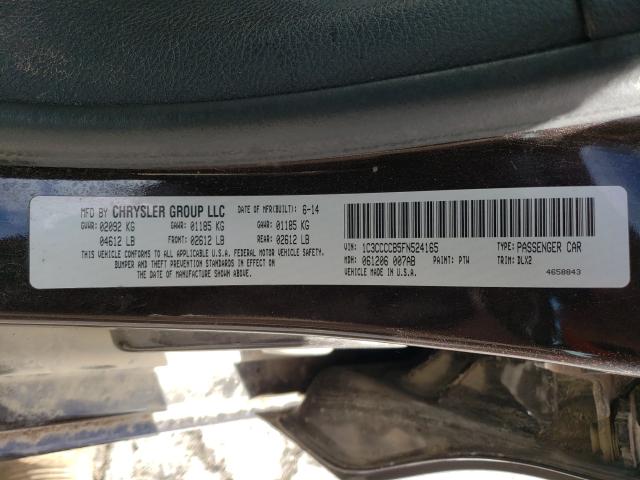 MFD BY CHRYSLER GROUP LLC DATE OF MFR(BUILT): 6-14
GVWR: 02092 KG GAWR: 01185 KG GAWR: 01185 KG
04612 LB FRONT: 02612 LB REAR: 02612 LB
THIS VEHICLE CONFORMS TO ALL APPLICABLE U.S.A. FEDERAL MOTOR VEHICLE SAFETY,
BUMPER AND THEFT PREVENTION STANDARDS IN EFFECT ON
THE DATE OF MANUFACTURE SHOWN ABOVE.
VIN: 1C3CCCCB5FN524165 TYPE: PASSENGER CAR
MDH: 061206 007AB PAINT: PTW TRIM: DLX2
VEHICLE MADE IN U.S.A. 4658843